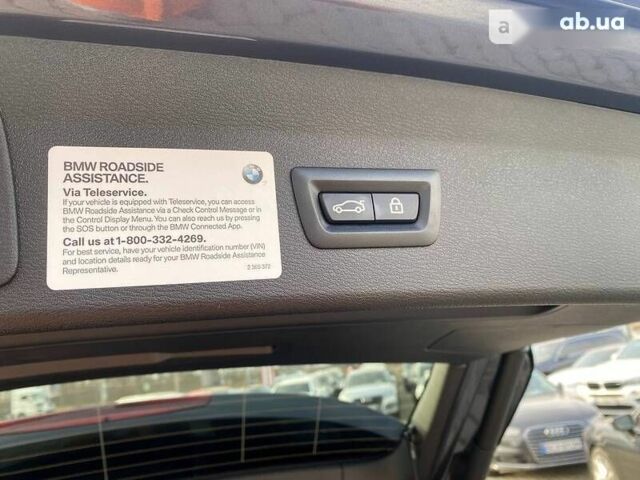 a ab.ua
BMW ROADSIDE
ASSISTANCE.
Via Teleservice.
If your vehicle is equipped with Teleservice, you can access
BMW Roadside Assistance via a Check Control Message or in
the Control Display Menu. You can also reach us by pressing
the SOS button or through the BMW Connected App.
Call us at 1-800-332-4269.
For best service, have your vehicle identification number (VIN)
and location details ready for your BMW Roadside Assistance
Representative.